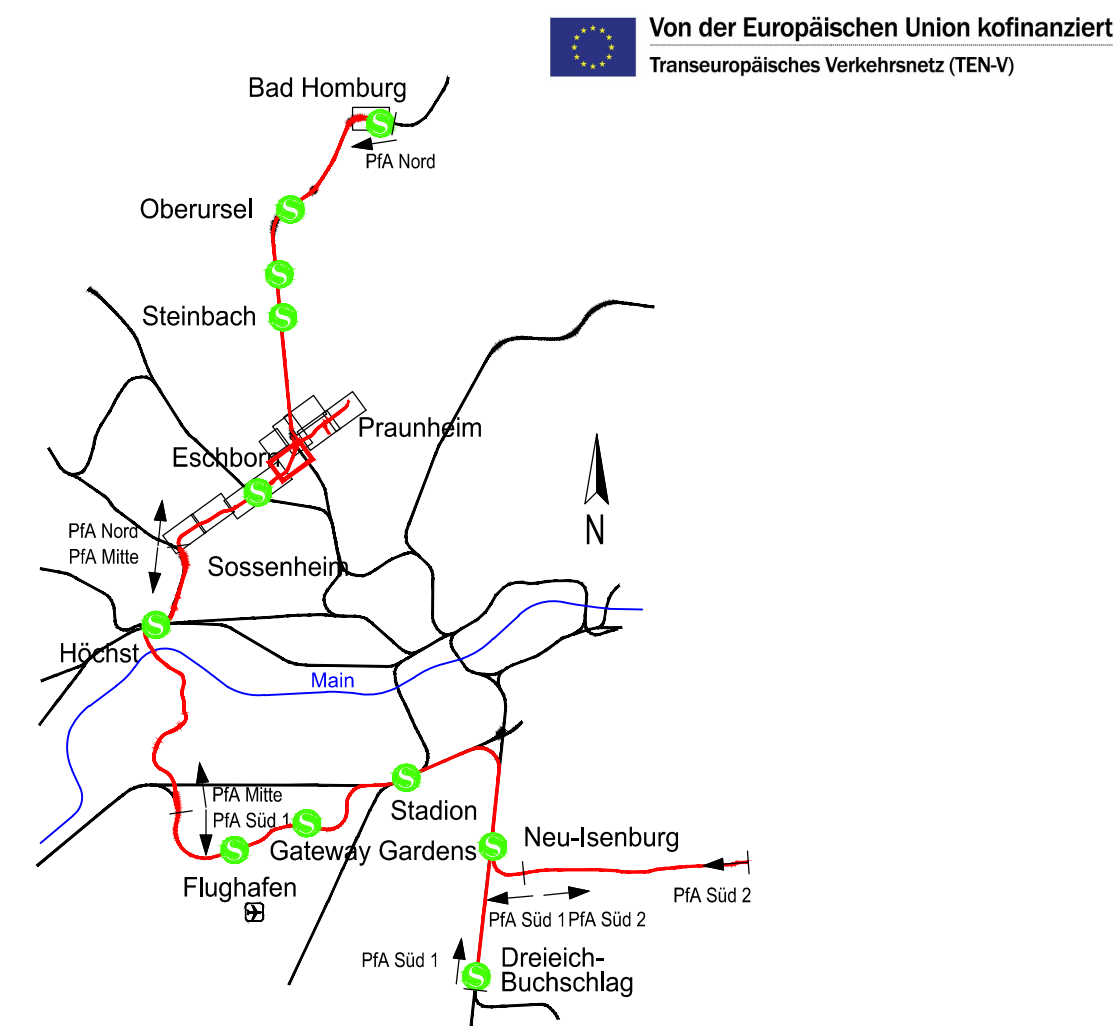 Von der Europäischen Union kofinanziert
Transeuropäisches Verkehrsnetz (TEN-V)
Bad Homburg
PfA Nord
Oberursel
S
S
S
S
Steinbach
Praunheim
Eschborn
S
PfA Nord
PfA Mitte
N
Sossenheim
S
Höchst
Main
PfA Mitte
S
Stadion
PfA Süd 1
S
Neu-Isenburg
S
Gateway Gardens
S
Flughafen
PfA Süd 2
PfA Süd 1
PfA Süd 2
PfA Süd 1
S
Dreieich-
Buchschlag